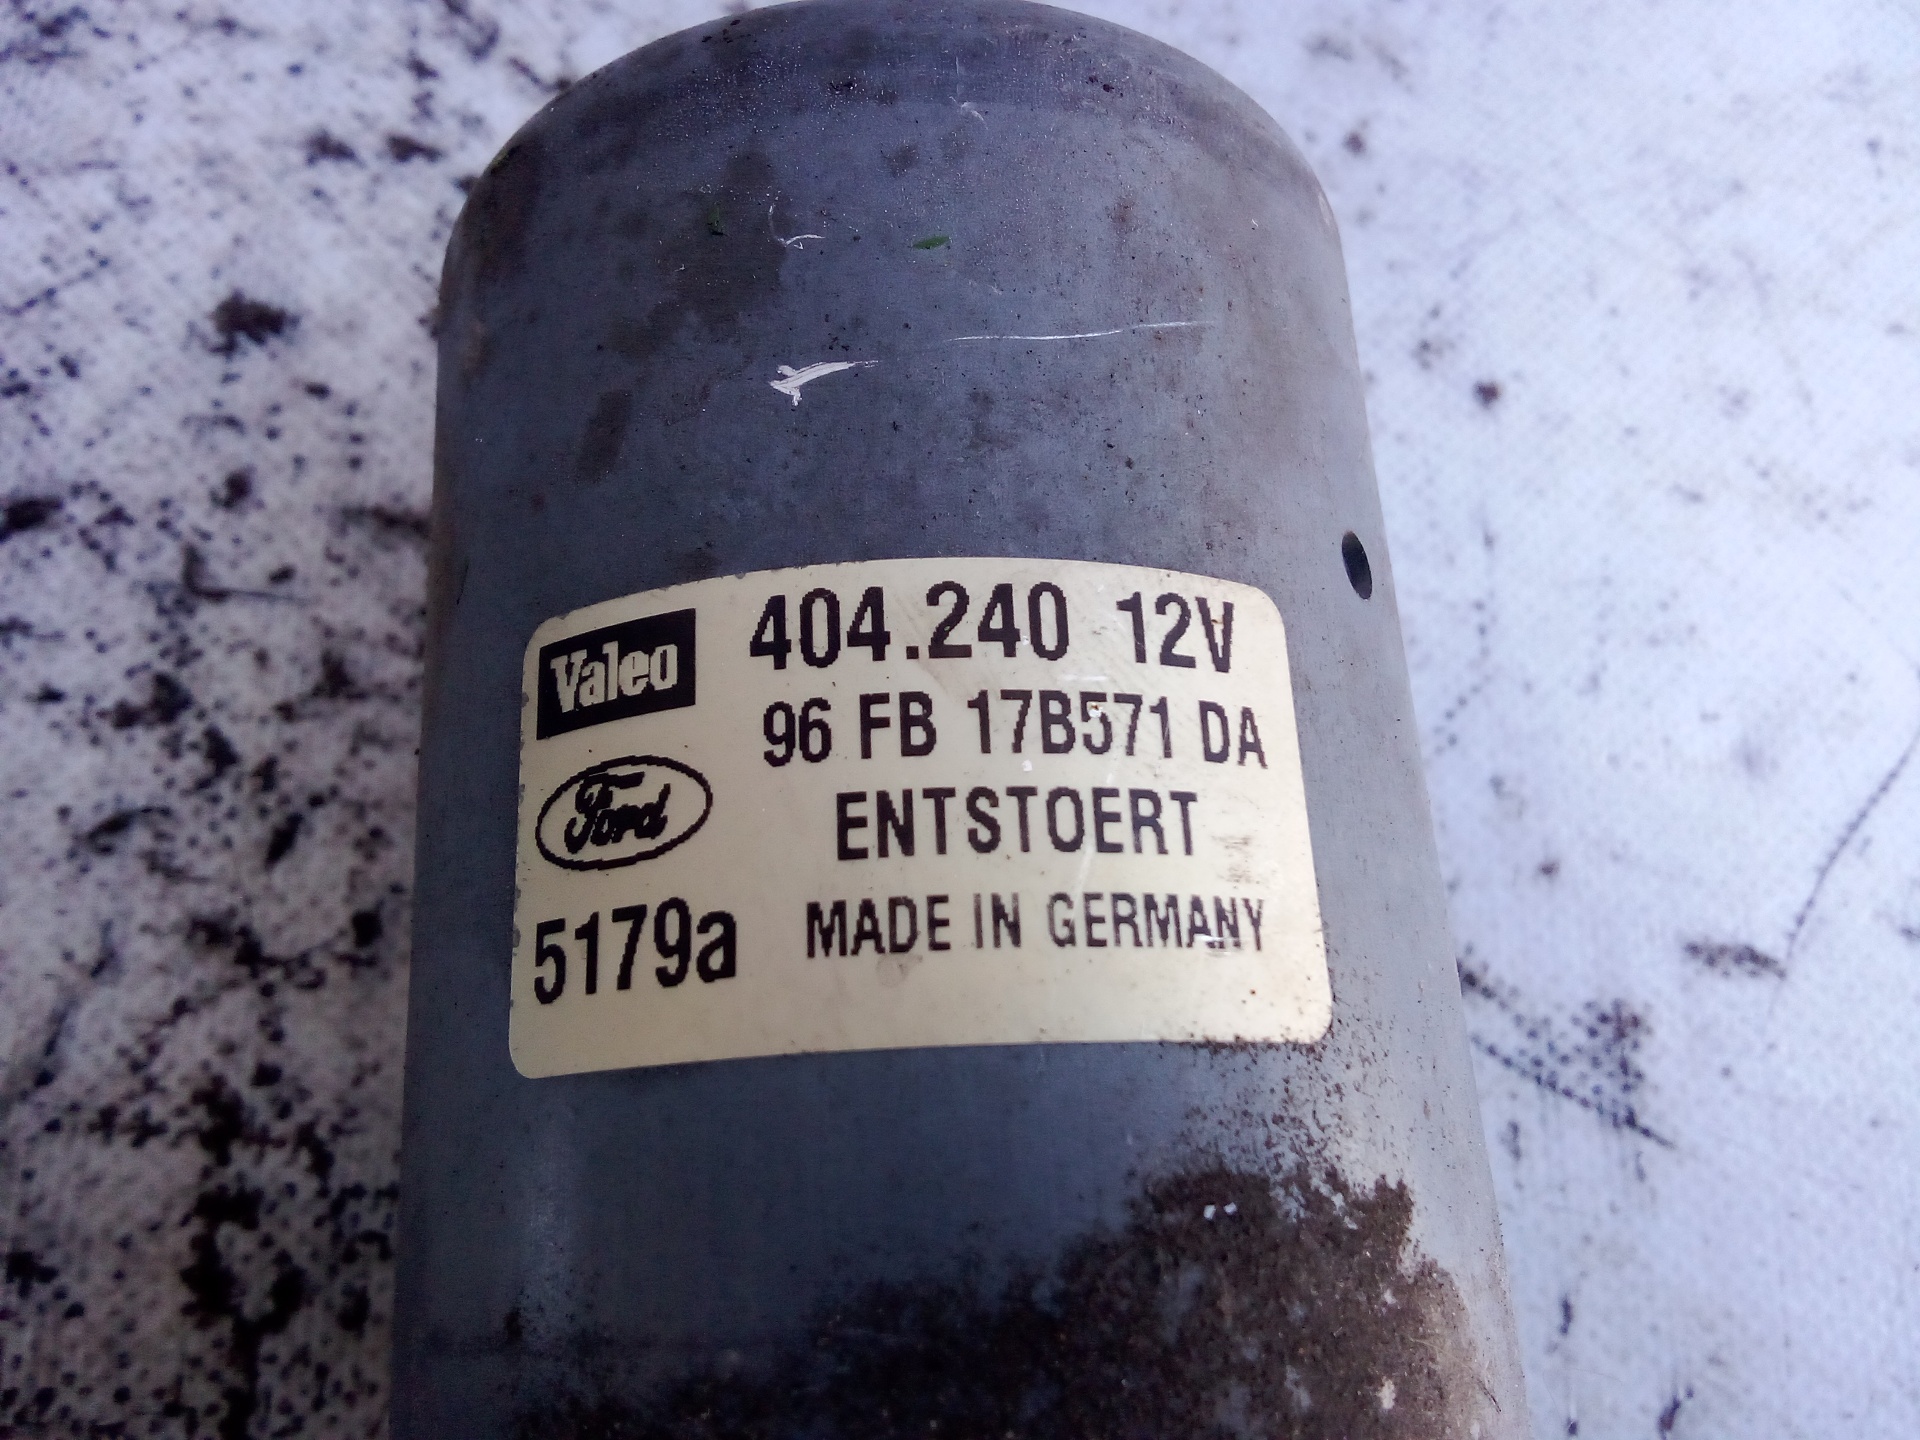 Valeo 404.240 12V
96 FB 17B571 DA
Ford ENTSTOERT
5179a MADE IN GERMANY